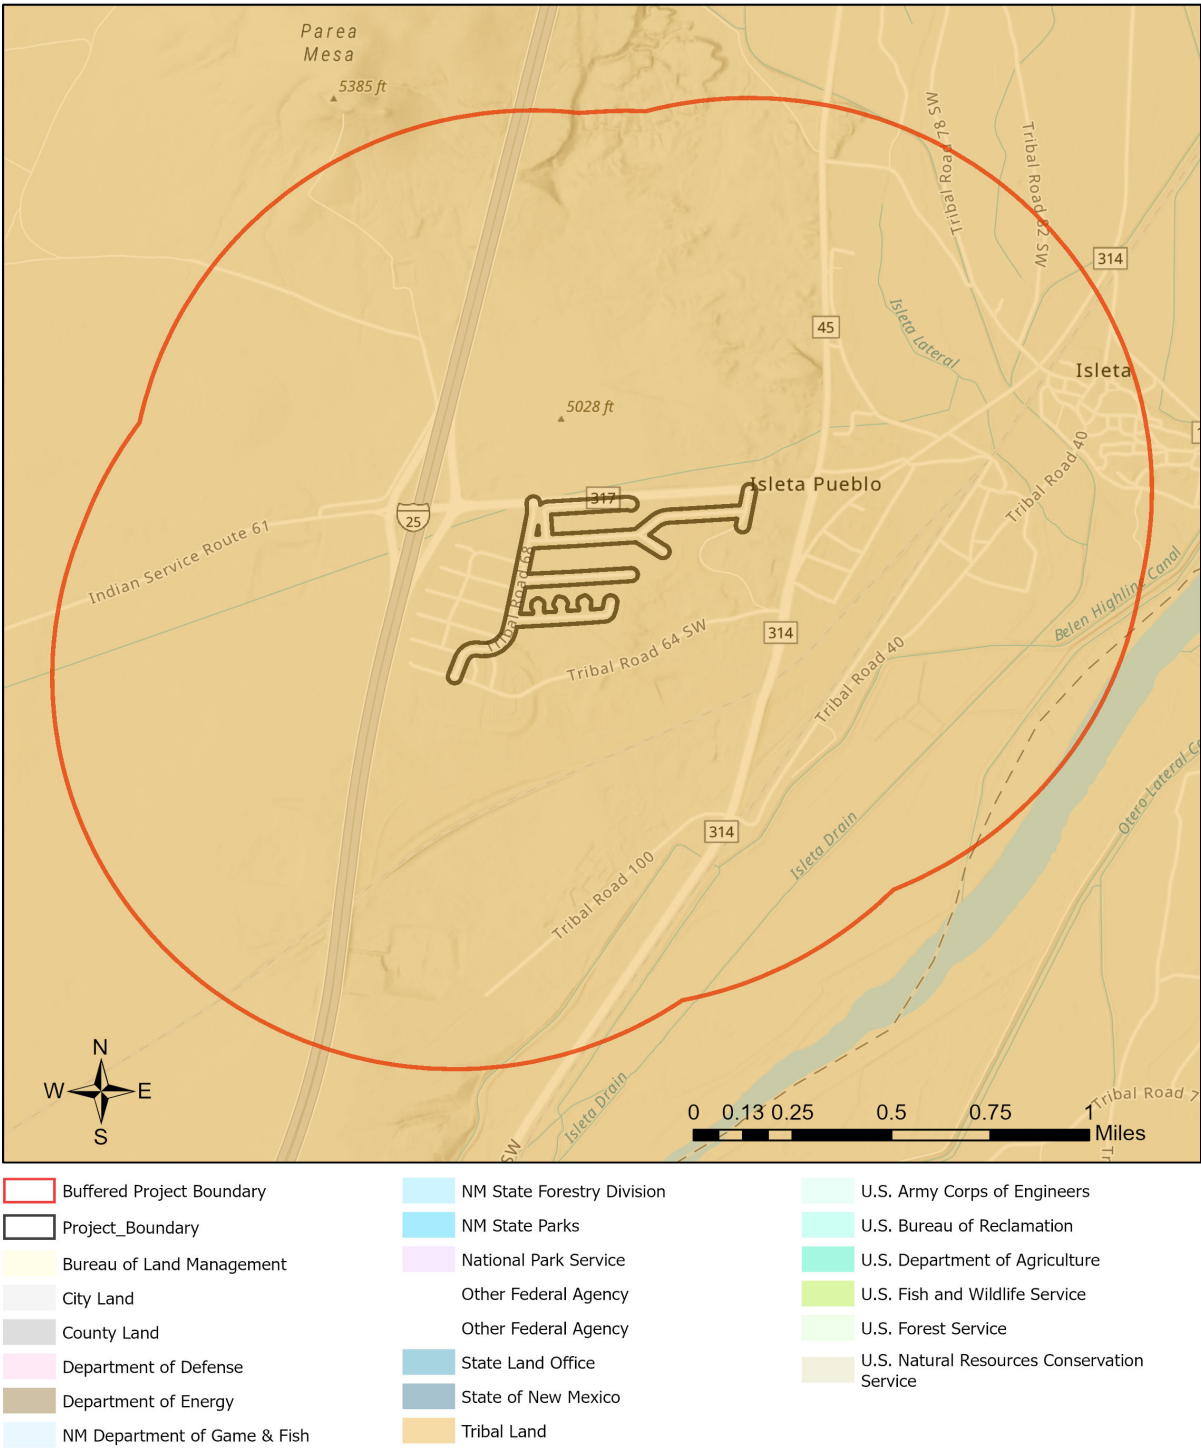 Parea
Mesa
5385 ft
Tribal Road 78 SW
Tribal Road 82 SW
314
45
Isleta Lateral
Isleta
5028 ft
Tribal Road 40
Isleta Pueblo
317
25
Indian Service Route 61
Tribal Road 68
Belen Highline Canal
314
Tribal Road 64 SW
Tribal Road 40
Otero Lateral
314
Isleta Drain
Tribal Road 100
N
W E
S
Isleta Drain
SW
Tribal Road 7
0 0.13 0.25 0.5 0.75 1
Miles
Buffered Project Boundary
Project_Boundary
Bureau of Land Management
City Land
County Land
Department of Defense
Department of Energy
NM Department of Game & Fish
NM State Forestry Division
NM State Parks
National Park Service
Other Federal Agency
Other Federal Agency
State Land Office
State of New Mexico
Tribal Land
U.S. Army Corps of Engineers
U.S. Bureau of Reclamation
U.S. Department of Agriculture
U.S. Fish and Wildlife Service
U.S. Forest Service
U.S. Natural Resources Conservation
Service